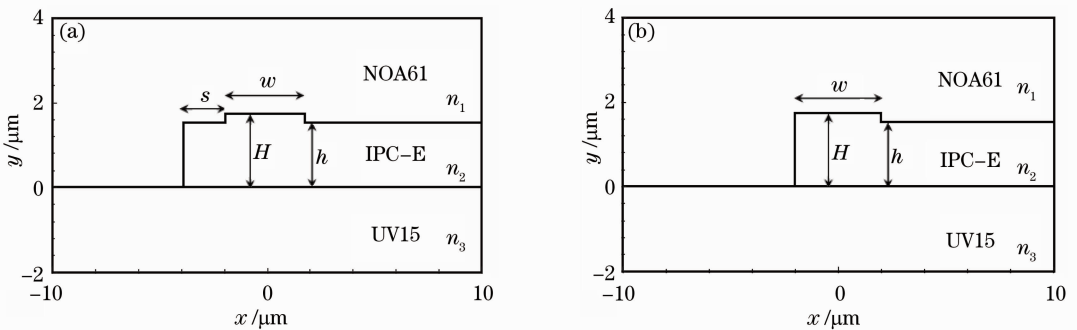 (a)
4
2
0
−2
y /μm
NOA61
n1
w
s
H
h
IPC−E
n2
UV15
n3
−10
0
10
x /μm
(b)
4
2
0
−2
y /μm
NOA61
n1
w
H
h
IPC−E
n2
UV15
n3
−10
0
10
x /μm